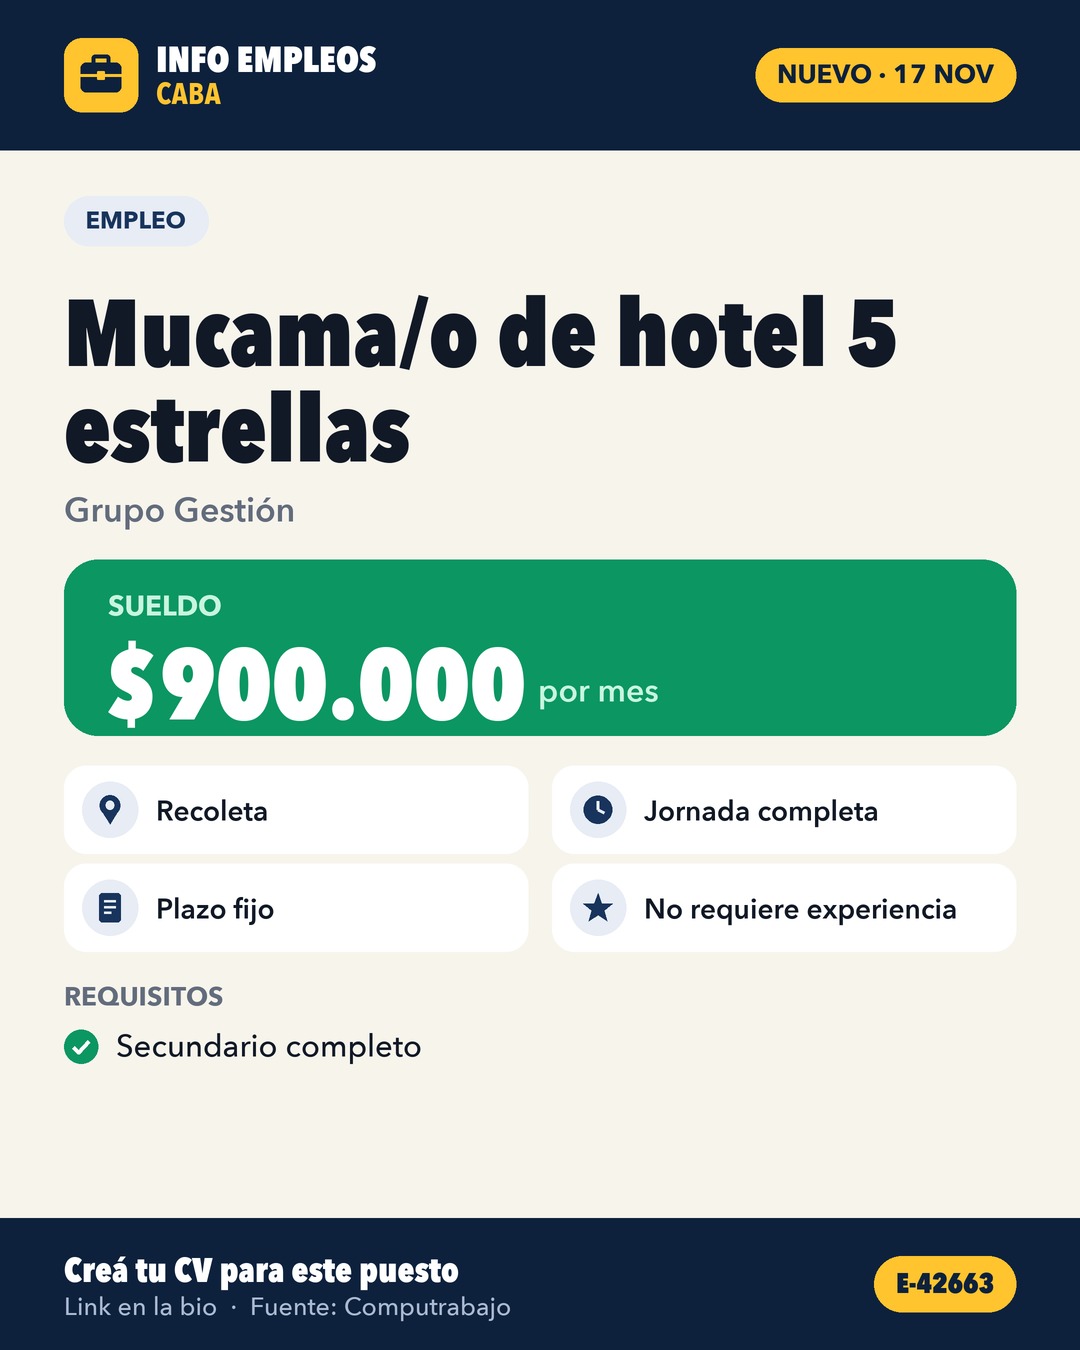 INFO EMPLEOS
CABA
NUEVO · 17 NOV
EMPLEO
Mucama/o de hotel 5
estrellas
Grupo Gestión
SUELDO
$900.000 por mes
Recoleta
Jornada completa
Plazo fijo
No requiere experiencia
REQUISITOS
Secundario completo
Creá tu CV para este puesto
Link en la bio · Fuente: Computrabajo
E-42663